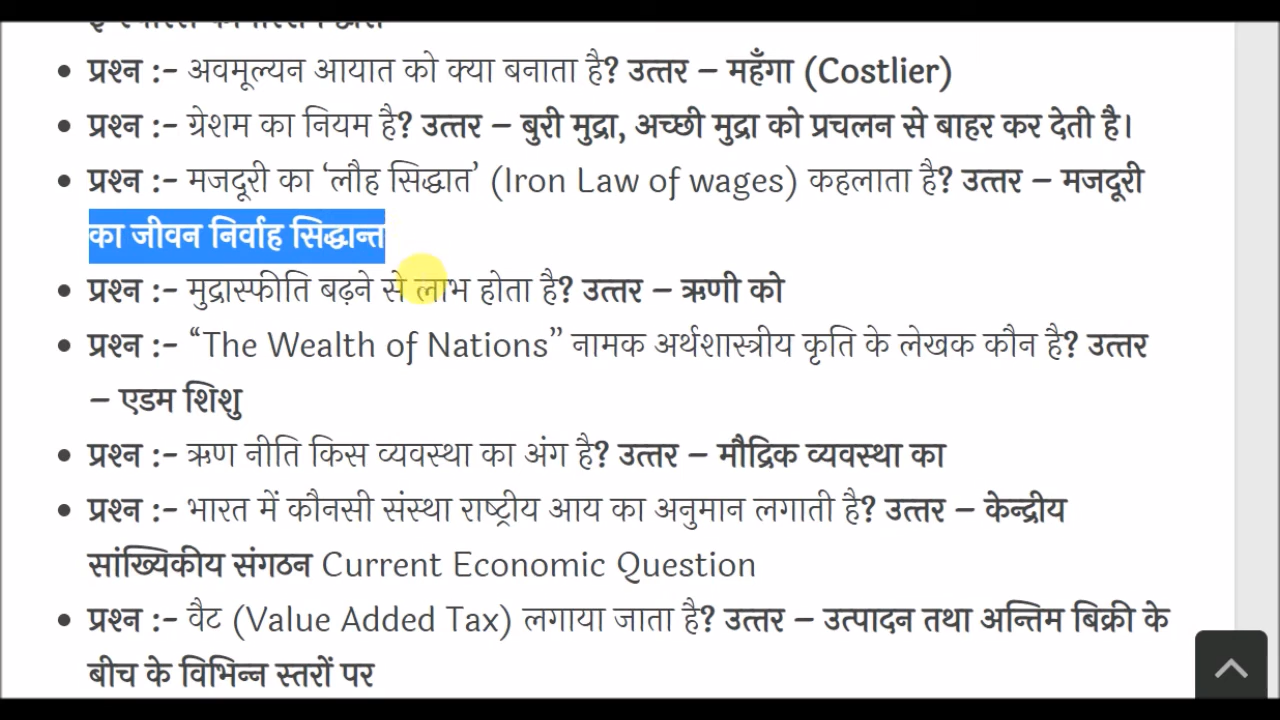 प्रश्न :- अवमूल्यन आयात को क्या बनाता है? उत्तर – महँगा (Costlier)
प्रश्न :- ग्रेशम का नियम है? उत्तर – बुरी मुद्रा, अच्छी मुद्रा को प्रचलन से बाहर कर देती है।
प्रश्न :- मजदूरी का ‘लौह सिद्धात’ (Iron Law of wages) कहलाता है? उत्तर – मजदूरी
का जीवन निर्वाह सिद्धान्त
प्रश्न :- मुद्रास्फीति बढ़ने से लाभ होता है? उत्तर – ऋणी को
प्रश्न :- “The Wealth of Nations” नामक अर्थशास्त्रीय कृति के लेखक कौन है? उत्तर
– एडम शिशु
प्रश्न :- ऋण नीति किस व्यवस्था का अंग है? उत्तर – मौद्रिक व्यवस्था का
प्रश्न :- भारत में कौनसी संस्था राष्ट्रीय आय का अनुमान लगाती है? उत्तर – केन्द्रीय
सांख्यिकीय संगठन Current Economic Question
प्रश्न :- वैट (Value Added Tax) लगाया जाता है? उत्तर – उत्पादन तथा अन्तिम बिक्री के
बीच के विभिन्न स्तरों पर